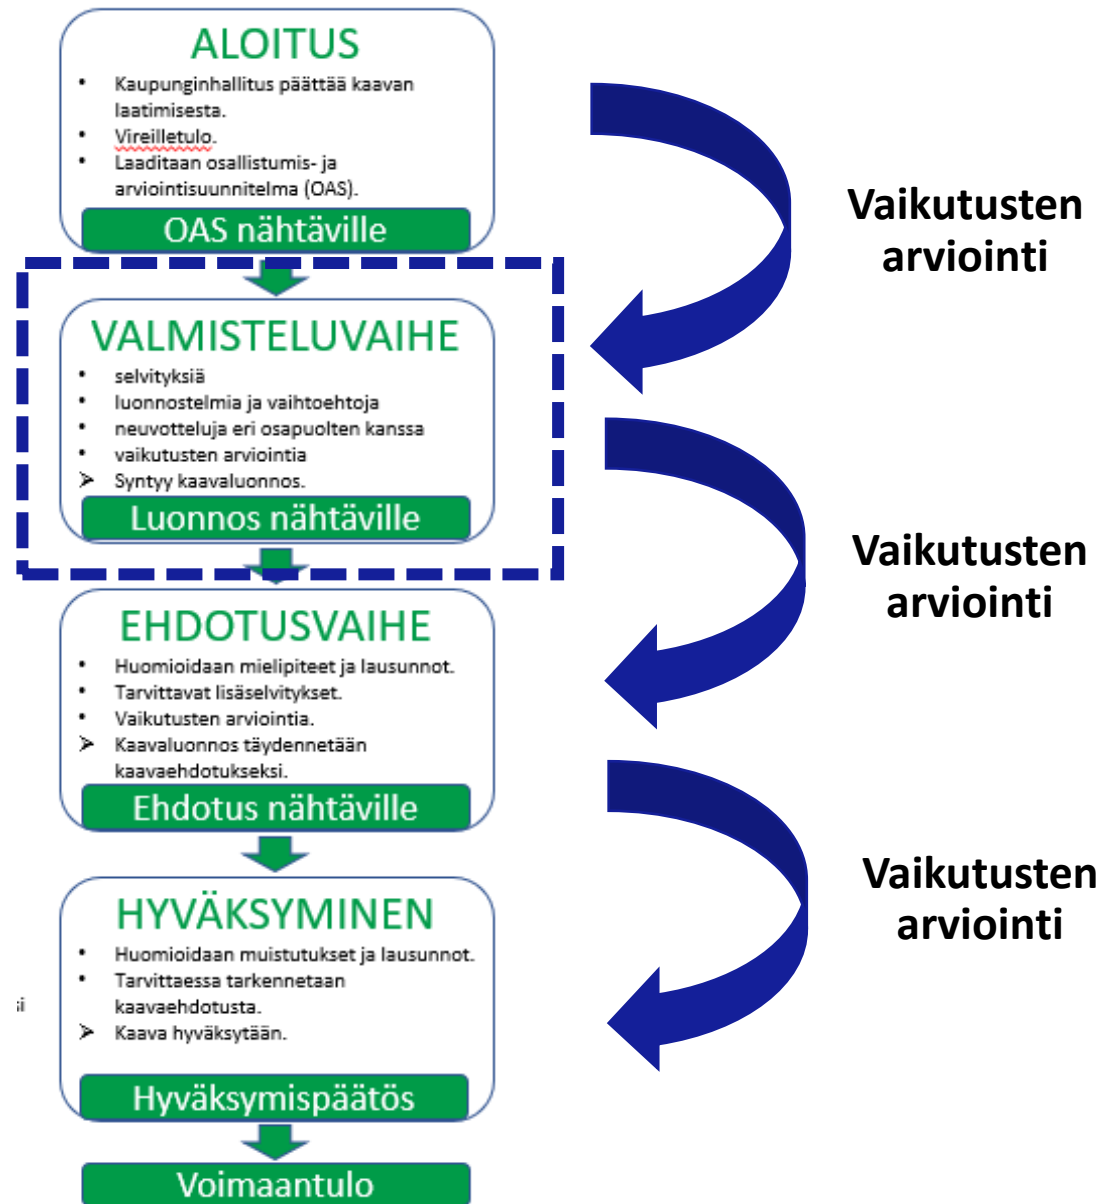 ALOITUS
• Kaupunginhallitus päättää kaavan
laatimisesta.
• Vireilletulo.
• Laaditaan osallistumis- ja
arviointisuunnitelma (OAS).
OAS nähtäville
Vaikutusten
arviointi
VALMISTELUVAIHE
• selvityksiä
• luonnostelmia ja vaihtoehtoja
• neuvotteluja eri osapuolten kanssa
• vaikutusten arviointia
➢ Syntyy kaavaluonnos.
Luonnos nähtäville
Vaikutusten
arviointi
EHDOTUSVAIHE
• Huomioidaan mielipiteet ja lausunnot.
• Tarvittavat lisäselvitykset.
• Vaikutusten arviointia.
➢ Kaavaluonnos täydennetään
kaavaehdotukseksi.
Ehdotus nähtäville
Vaikutusten
arviointi
HYVÄKSYMINEN
• Huomioidaan muistutukset ja lausunnot.
• Tarvittaessa tarkennetaan
kaavaehdotusta.
➢ Kaava hyväksytään.
Hyväksymispäätös
Voimaantulo